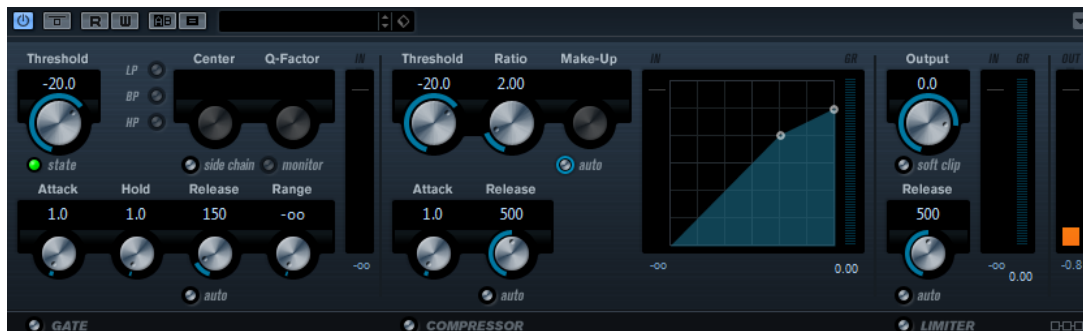 R W AB
Threshold Center Q-Factor IN Threshold Ratio Make-Up IN GR Output IN GR OUT
-20.0 LP -20.0 2.00 0.0
BP
HP
state side chain monitor auto soft clip
Attack Hold Release Range Attack Release Release
1.0 1.0 150 -oo 1.0 500 500
-oo -oo 0.00 -oo 0.00 -0.8
auto auto auto
GATE COMPRESSOR LIMITER